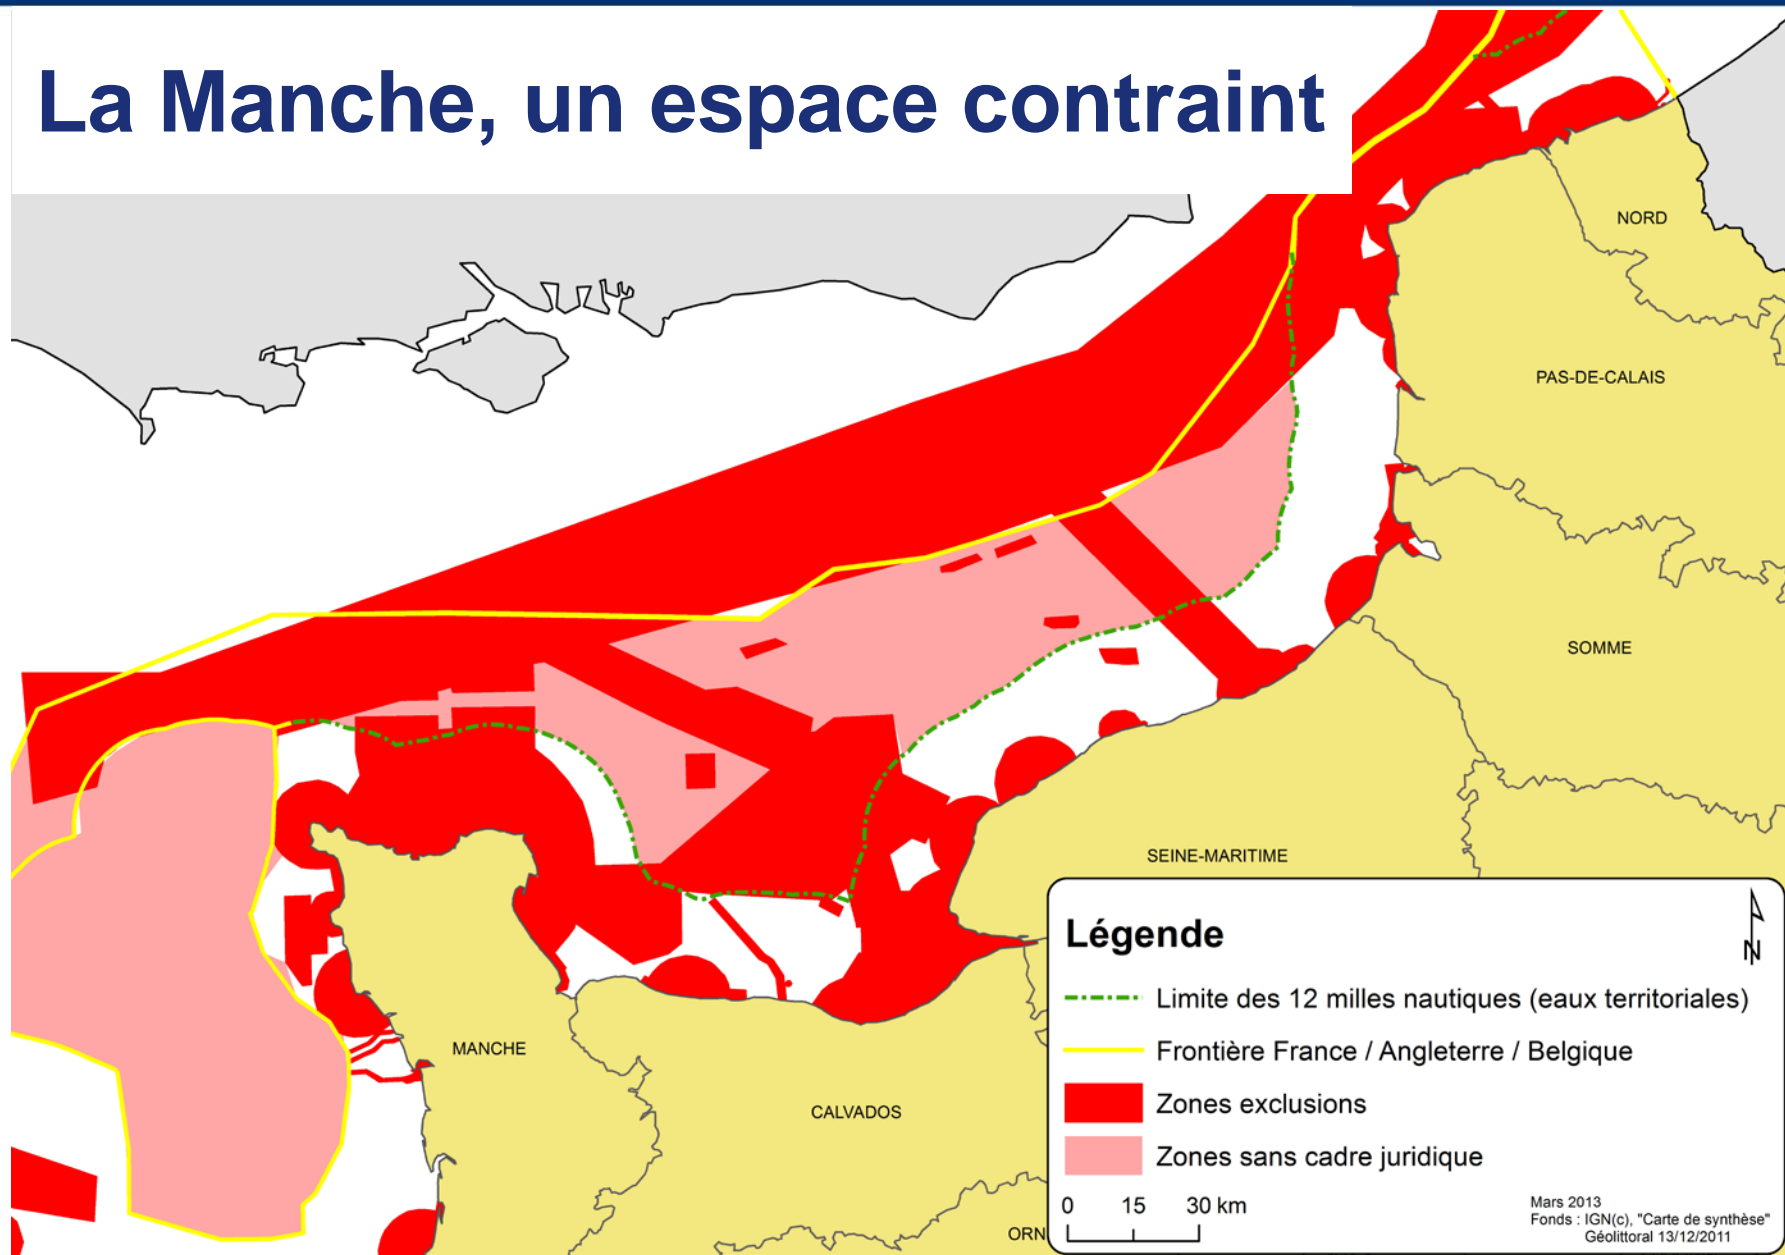 La Manche, un espace contraint
NORD
PAS-DE-CALAIS
SOMME
SEINE-MARITIME
MANCHE
CALVADOS
ORN
Légende
N
Limite des 12 milles nautiques (eaux territoriales)
Frontière France / Angleterre / Belgique
Zones exclusions
Zones sans cadre juridique
0 15 30 km
Mars 2013
Fonds : IGN(c), "Carte de synthèse"
Géolittoral 13/12/2011